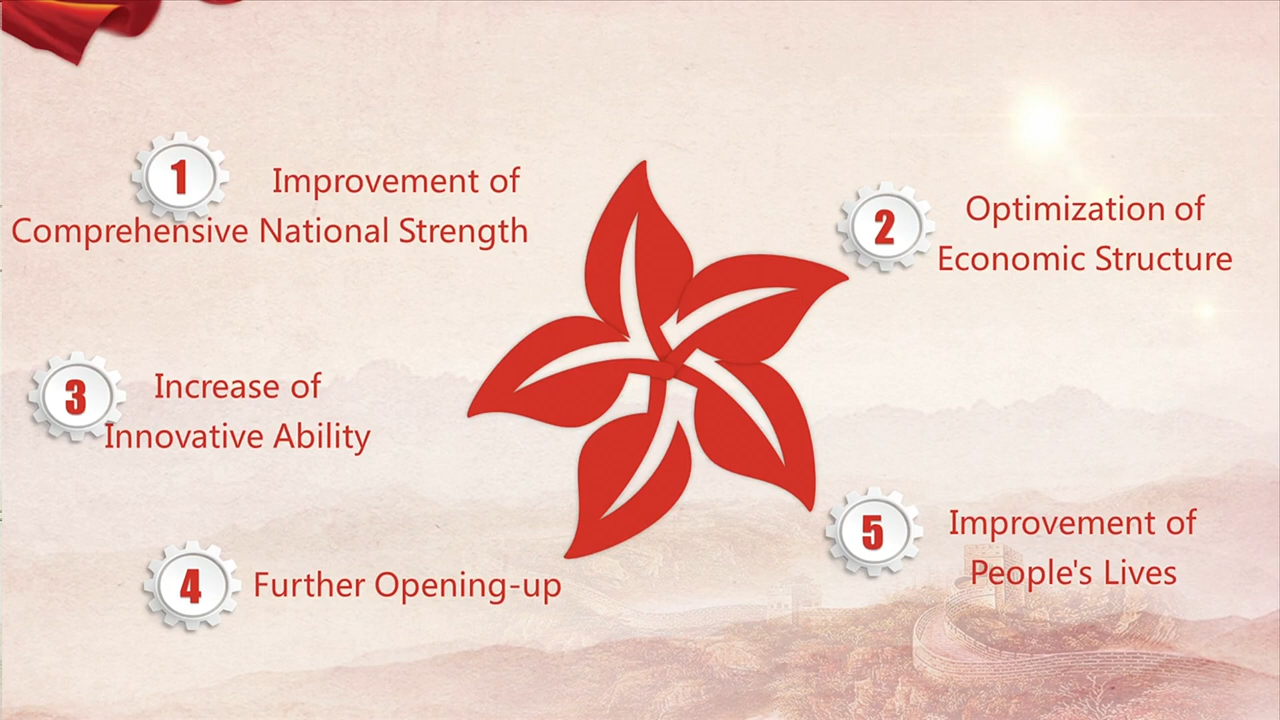 1
Improvement of
Comprehensive National Strength
2
Optimization of
Economic Structure
3
Increase of
Innovative Ability
4
Further Opening-up
5
Improvement of
People's Lives